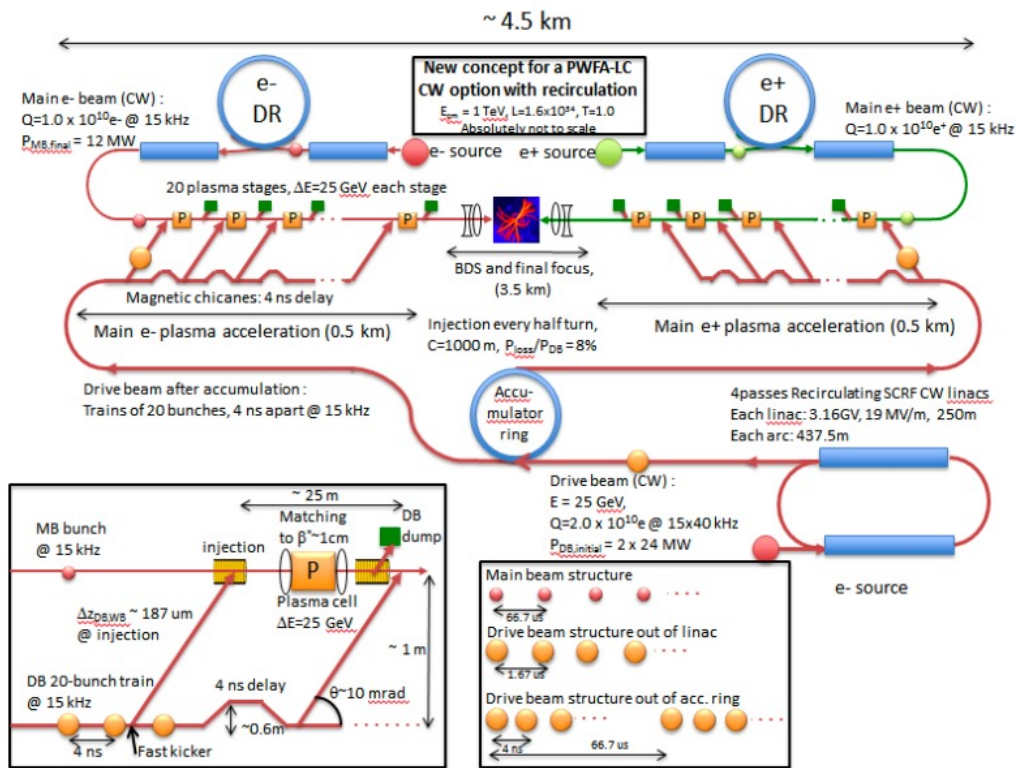 ~ 4.5 km
e-
DR
New concept for a PWFA-LC
CW option with recirculation
E_cm = 1 TeV, L=1.6x10³⁴, T=1.0
Absolutely not to scale
e+
DR
Main e- beam (CW) :
Q=1.0 x 10¹⁰e- @ 15 kHz
P_MB,final = 12 MW
Main e+ beam (CW) :
Q=1.0 x 10¹⁰e⁺ @ 15 kHz
e- source
e+ source
20 plasma stages, ΔE=25 GeV each stage
P
P
P
P
P
P
P
P
BDS and final focus,
(3.5 km)
Magnetic chicanes: 4 ns delay
Main e- plasma acceleration (0.5 km)
Injection every half turn,
C=1000 m, P_loss/P_DB = 8%
Main e+ plasma acceleration (0.5 km)
Drive beam after accumulation :
Trains of 20 bunches, 4 ns apart @ 15 kHz
Accu-
mulator
ring
4passes Recirculating SCRF CW linacs
Each linac: 3.16GV, 19 MV/m, 250m
Each arc: 437.5m
Drive beam (CW) :
E = 25 GeV,
Q=2.0 x 10¹⁰e @ 15x40 kHz
P_DB,initial = 2 x 24 MW
e- source
~ 25 m
MB bunch
@ 15 kHz
injection
Matching
to β*~1cm
DB
dump
P
Plasma cell
ΔE=25 GeV
Δz_DB,WB ~ 187 um
@ injection
~ 1 m
DB 20-bunch train
@ 15 kHz
4 ns delay
θ~10 mrad
~0.6m
4 ns
Fast kicker
Main beam structure
66.7 us
Drive beam structure out of linac
1.67 us
Drive beam structure out of acc. ring
4 ns
66.7 us